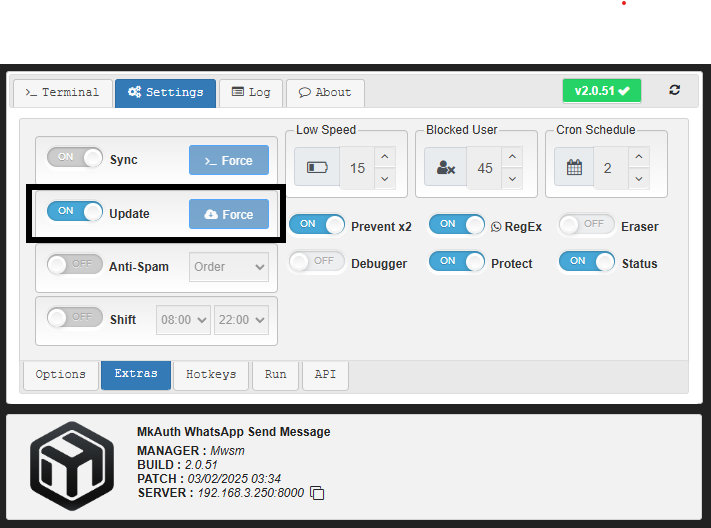 >_ Terminal Settings Log About v2.0.51
Low Speed Blocked User Cron Schedule
ON Sync >_ Force 15 45 2
ON Update Force
ON Prevent x2 ON RegEx OFF Eraser
OFF Anti-Spam Order OFF Debugger ON Protect ON Status
OFF Shift 08:00 22:00
Options Extras Hotkeys Run API
MkAuth WhatsApp Send Message
MANAGER : Mwsm
BUILD : 2.0.51
PATCH : 03/02/2025 03:34
SERVER : 192.168.3.250:8000